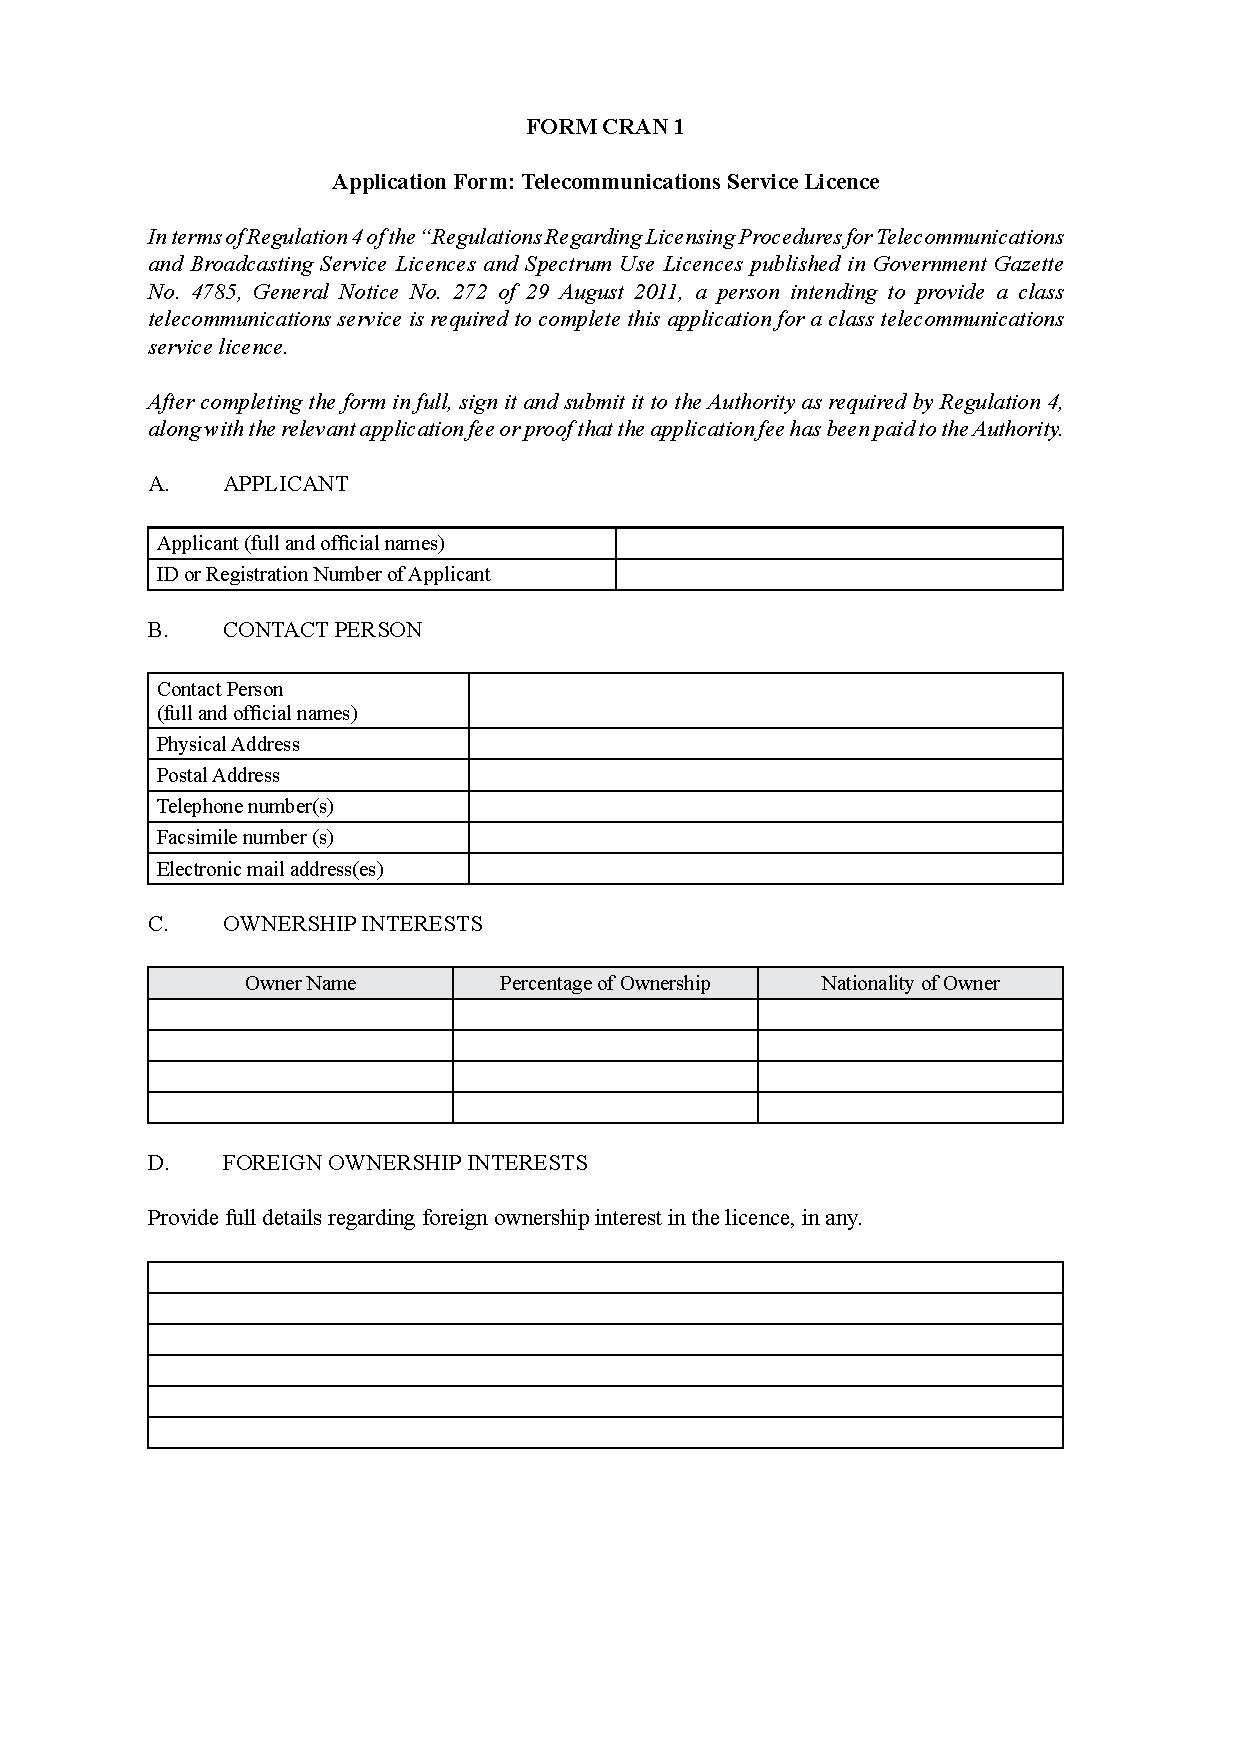 FORM CRAN 1
Application Form: Telecommunications Service Licence
In terms of Regulation 4 of the “Regulations Regarding Licensing Procedures for Telecommunications
and Broadcasting Service Licences and Spectrum Use Licences published in Government Gazette
No. 4785, General Notice No. 272 of 29 August 2011, a person intending to provide a class
telecommunications service is required to complete this application for a class telecommunications
service licence.
After completing the form in full, sign it and submit it to the Authority as required by Regulation 4,
along with the relevant application fee or proof that the application fee has been paid to the Authority.
A. APPLICANT
Applicant (full and official names)
ID or Registration Number of Applicant
B. CONTACT PERSON
Contact Person
(full and official names)
Physical Address
Postal Address
Telephone number(s)
Facsimile number (s)
Electronic mail address(es)
C. OWNERSHIP INTERESTS
Owner Name Percentage of Ownership Nationality of Owner
D. FOREIGN OWNERSHIP INTERESTS
Provide full details regarding foreign ownership interest in the licence, in any.